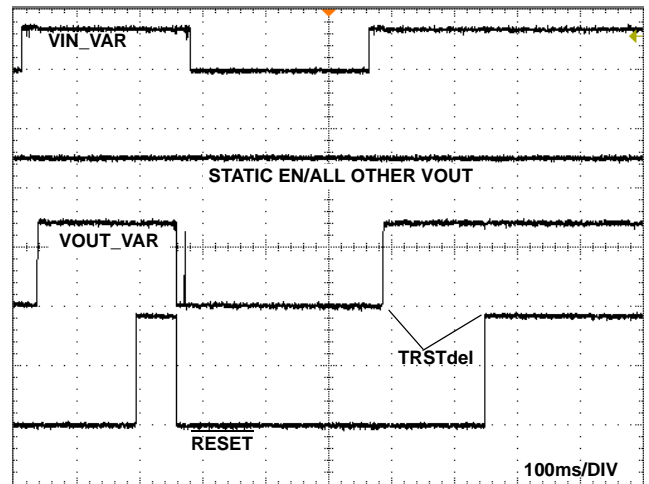 VIN_VAR
STATIC EN/ALL OTHER VOUT
VOUT_VAR
TRSTdel
RESET
100ms/DIV